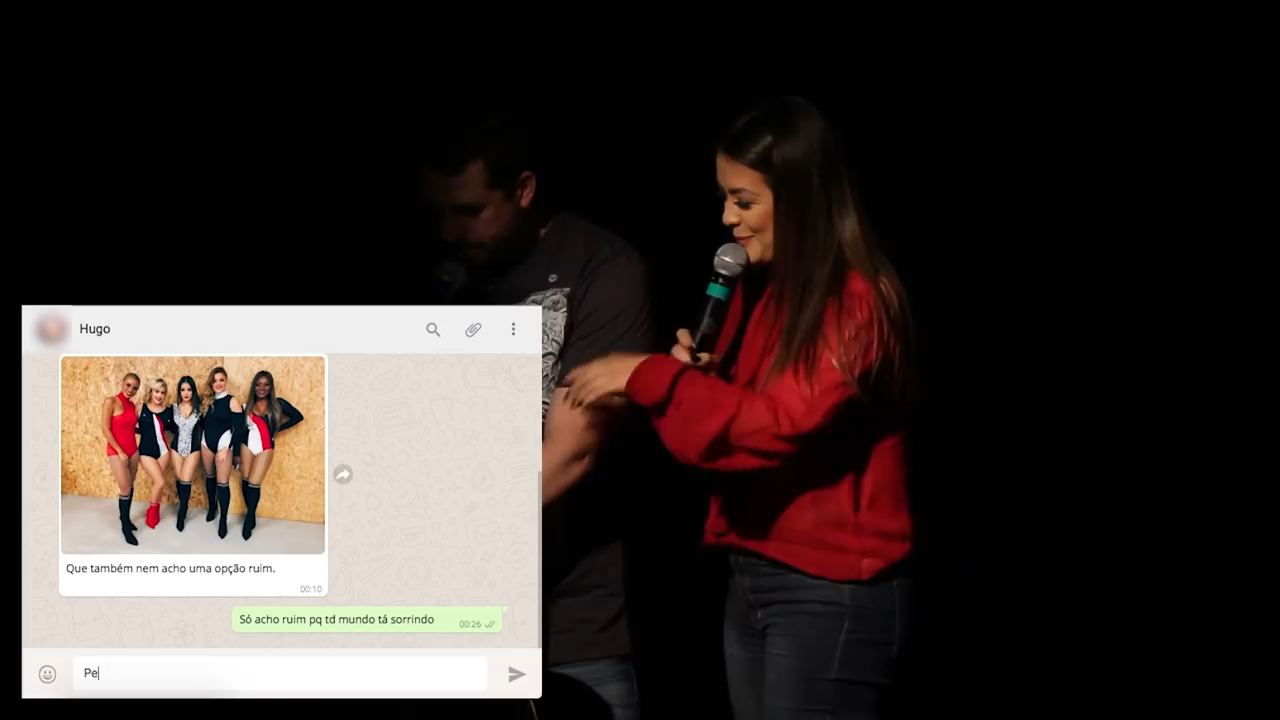 Hugo
Que também nem acho uma opção ruim.
00:10
Só acho ruim pq td mundo tá sorrindo
00:26
Pe